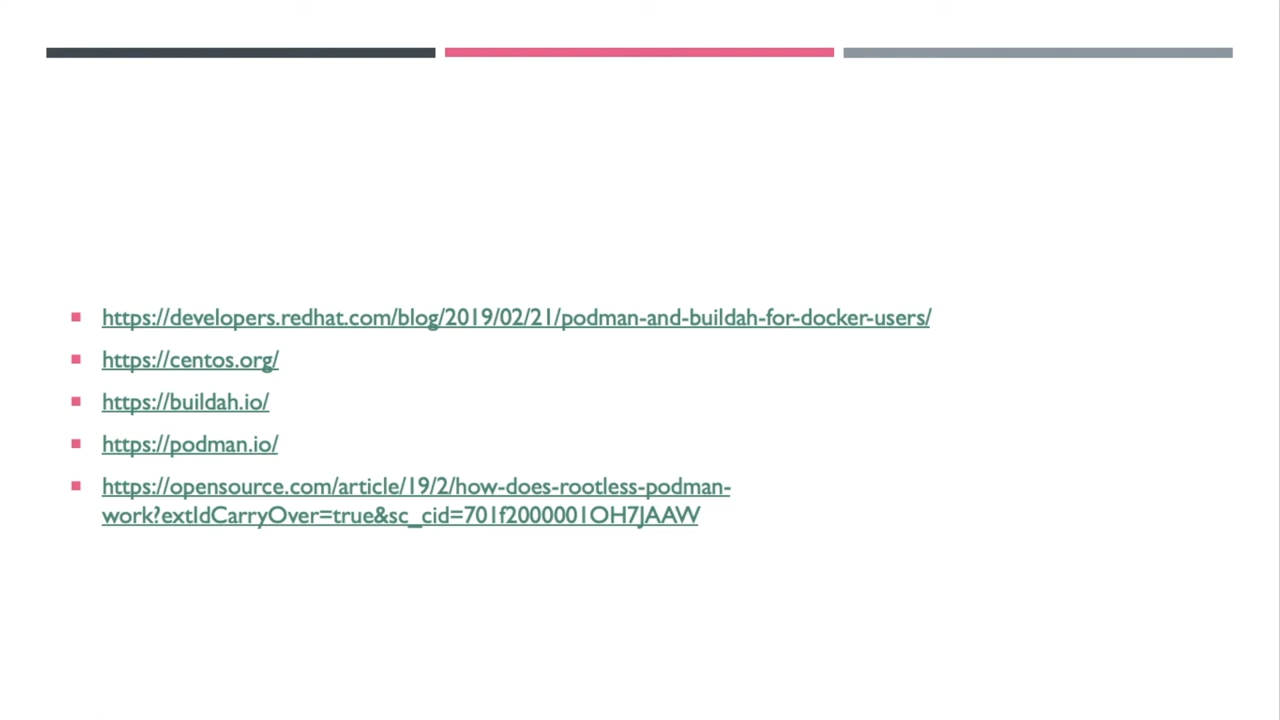 https://developers.redhat.com/blog/2019/02/21/podman-and-buildah-for-docker-users/
https://centos.org/
https://buildah.io/
https://podman.io/
https://opensource.com/article/19/2/how-does-rootless-podman-
work?extIdCarryOver=true&sc_cid=701f2000001OH7JAAW